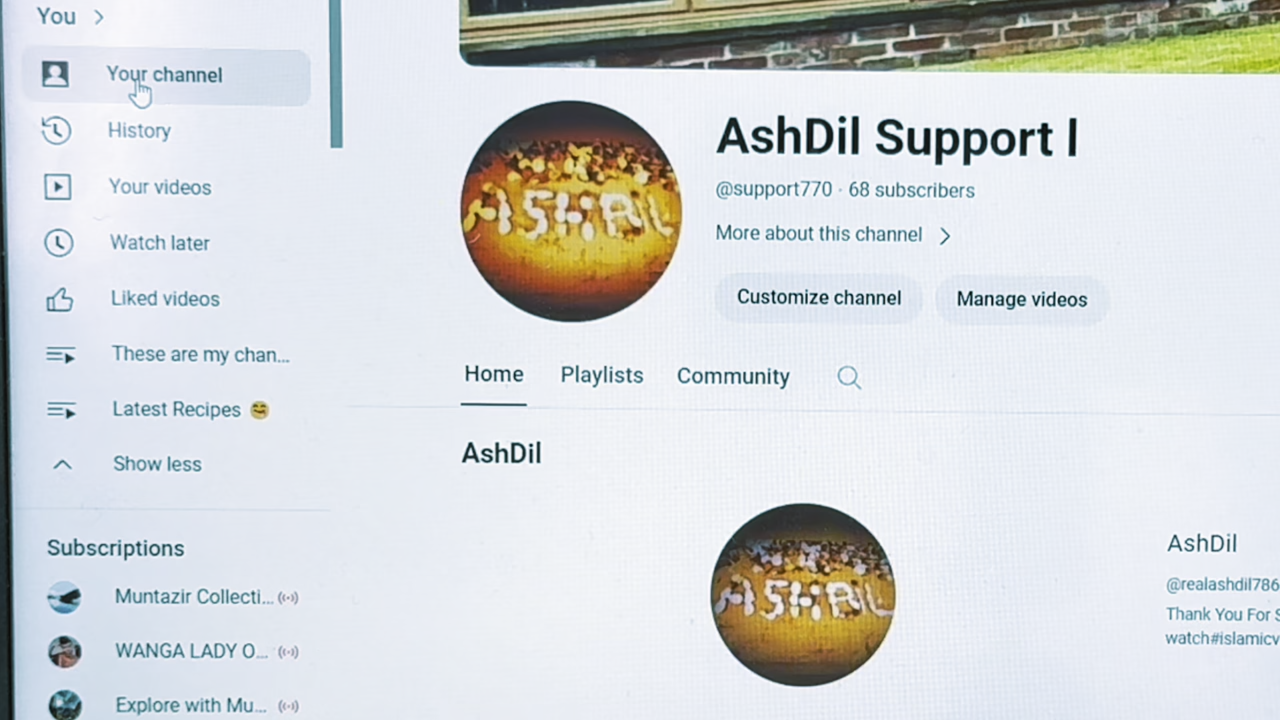 You
Your channel
History
Your videos
Watch later
Liked videos
These are my chan...
Latest Recipes
Show less
Subscriptions
Muntazir Collecti...
WANGA LADY O...
Explore with Mu...
AshDil Support I
@support770 · 68 subscribers
More about this channel
Customize channel
Manage videos
Home Playlists Community
AshDil
ASHDIL
ASHDIL
AshDil
@realashdil786
Thank You For S
watch#islamicv